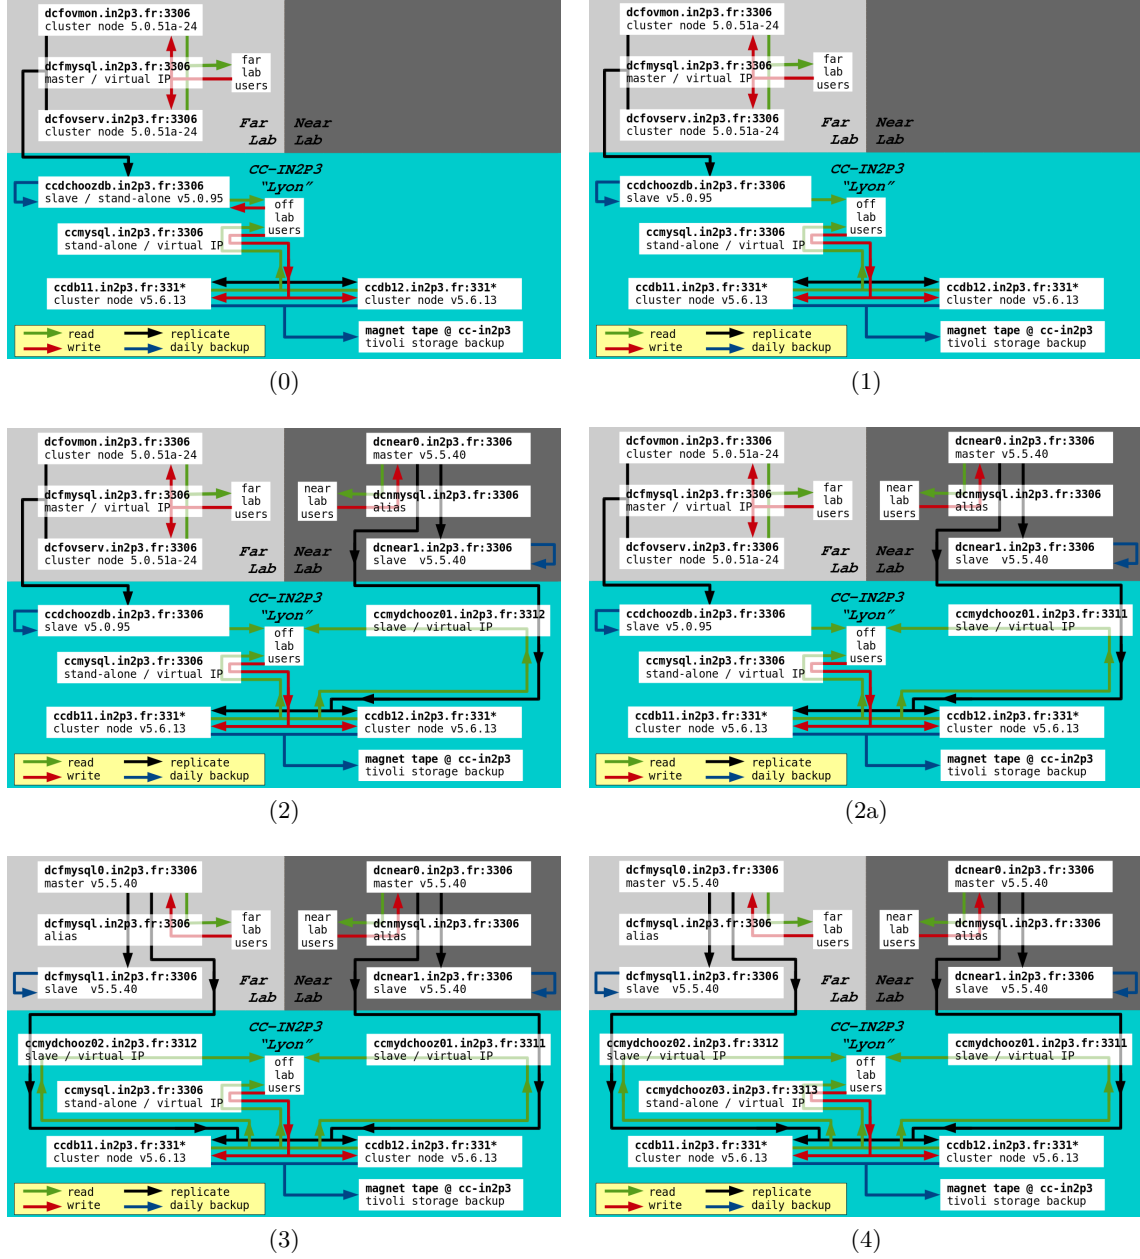 dcfovmon.in2p3.fr:3306
cluster node 5.0.51a-24
dcfmysql.in2p3.fr:3306
master / virtual IP
far
lab
users
dcfovserv.in2p3.fr:3306
cluster node 5.0.51a-24
Far
Lab
Near
Lab
CC-IN2P3
"Lyon"
ccdchoozdb.in2p3.fr:3306
slave / stand-alone v5.0.95
off
lab
users
ccmysql.in2p3.fr:3306
stand-alone / virtual IP
ccdb11.in2p3.fr:331*
cluster node v5.6.13
ccdb12.in2p3.fr:331*
cluster node v5.6.13
read
write
replicate
daily backup
magnet tape @ cc-in2p3
tivoli storage backup
(0)
dcfovmon.in2p3.fr:3306
cluster node 5.0.51a-24
dcfmysql.in2p3.fr:3306
master / virtual IP
far
lab
users
dcfovserv.in2p3.fr:3306
cluster node 5.0.51a-24
Far
Lab
Near
Lab
CC-IN2P3
"Lyon"
ccdchoozdb.in2p3.fr:3306
slave v5.0.95
off
lab
users
ccmysql.in2p3.fr:3306
stand-alone / virtual IP
ccdb11.in2p3.fr:331*
cluster node v5.6.13
ccdb12.in2p3.fr:331*
cluster node v5.6.13
read
write
replicate
daily backup
magnet tape @ cc-in2p3
tivoli storage backup
(1)
dcfovmon.in2p3.fr:3306
cluster node 5.0.51a-24
dcfmysql.in2p3.fr:3306
master / virtual IP
far
lab
users
dcfovserv.in2p3.fr:3306
cluster node 5.0.51a-24
Far
Lab
dcnear0.in2p3.fr:3306
master v5.5.40
near
lab
users
dcnmysql.in2p3.fr:3306
alias
dcnear1.in2p3.fr:3306
slave v5.5.40
Near
Lab
CC-IN2P3
"Lyon"
ccdchoozdb.in2p3.fr:3306
slave v5.0.95
ccmydchooz01.in2p3.fr:3312
slave / virtual IP
off
lab
users
ccmysql.in2p3.fr:3306
stand-alone / virtual IP
ccdb11.in2p3.fr:331*
cluster node v5.6.13
ccdb12.in2p3.fr:331*
cluster node v5.6.13
read
write
replicate
daily backup
magnet tape @ cc-in2p3
tivoli storage backup
(2)
dcfovmon.in2p3.fr:3306
cluster node 5.0.51a-24
dcfmysql.in2p3.fr:3306
master / virtual IP
far
lab
users
dcfovserv.in2p3.fr:3306
cluster node 5.0.51a-24
Far
Lab
dcnear0.in2p3.fr:3306
master v5.5.40
near
lab
users
dcnmysql.in2p3.fr:3306
alias
dcnear1.in2p3.fr:3306
slave v5.5.40
Near
Lab
CC-IN2P3
"Lyon"
ccdchoozdb.in2p3.fr:3306
slave v5.0.95
ccmydchooz01.in2p3.fr:3311
slave / virtual IP
off
lab
users
ccmysql.in2p3.fr:3306
stand-alone / virtual IP
ccdb11.in2p3.fr:331*
cluster node v5.6.13
ccdb12.in2p3.fr:331*
cluster node v5.6.13
read
write
replicate
daily backup
magnet tape @ cc-in2p3
tivoli storage backup
(2a)
dcfmysql0.in2p3.fr:3306
master v5.5.40
dcfmysql.in2p3.fr:3306
alias
far
lab
users
dcfmysql1.in2p3.fr:3306
slave v5.5.40
Far
Lab
dcnear0.in2p3.fr:3306
master v5.5.40
near
lab
users
dcnmysql.in2p3.fr:3306
alias
dcnear1.in2p3.fr:3306
slave v5.5.40
Near
Lab
CC-IN2P3
"Lyon"
ccmydchooz02.in2p3.fr:3312
slave / virtual IP
ccmydchooz01.in2p3.fr:3311
slave / virtual IP
off
lab
users
ccmysql.in2p3.fr:3306
stand-alone / virtual IP
ccdb11.in2p3.fr:331*
cluster node v5.6.13
ccdb12.in2p3.fr:331*
cluster node v5.6.13
read
write
replicate
daily backup
magnet tape @ cc-in2p3
tivoli storage backup
(3)
dcfmysql0.in2p3.fr:3306
master v5.5.40
dcfmysql.in2p3.fr:3306
alias
far
lab
users
dcfmysql1.in2p3.fr:3306
slave v5.5.40
Far
Lab
dcnear0.in2p3.fr:3306
master v5.5.40
near
lab
users
dcnmysql.in2p3.fr:3306
alias
dcnear1.in2p3.fr:3306
slave v5.5.40
Near
Lab
CC-IN2P3
"Lyon"
ccmydchooz02.in2p3.fr:3312
slave / virtual IP
ccmydchooz01.in2p3.fr:3311
slave / virtual IP
off
lab
users
ccmydchooz03.in2p3.fr:3313
stand-alone / virtual IP
ccdb11.in2p3.fr:331*
cluster node v5.6.13
ccdb12.in2p3.fr:331*
cluster node v5.6.13
read
write
replicate
daily backup
magnet tape @ cc-in2p3
tivoli storage backup
(4)